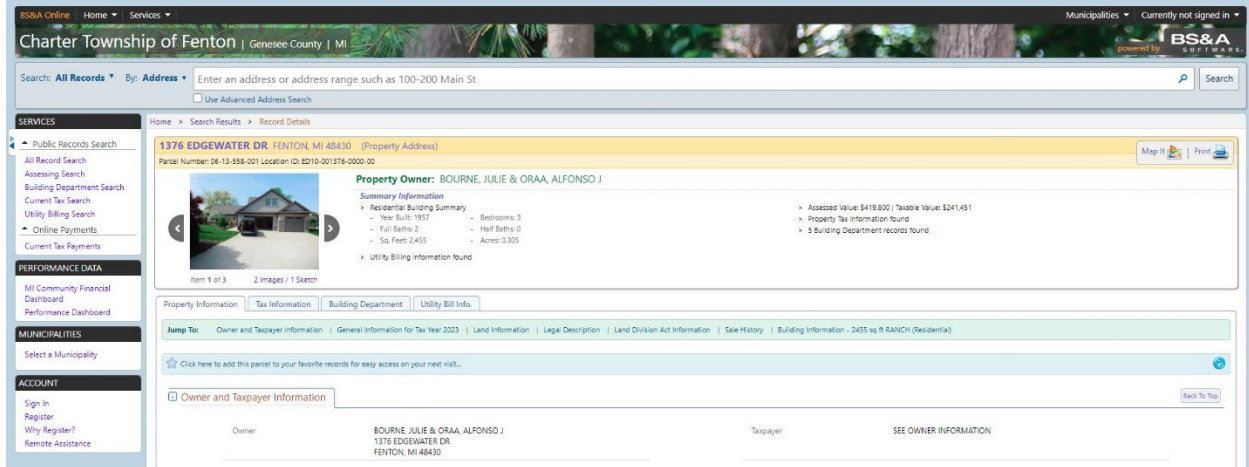 BS&A Online Home Services Municipalities Currently not signed in
Charter Township of Fenton | Genesee County | MI
powered by BS&A SOFTWARE
Search: All Records By: Address Enter an address or address range such as 100-200 Main St Search
Use Advanced Address Search
SERVICES
Public Records Search
All Record Search
Assessing Search
Building Department Search
Current Tax Search
Utility Billing Search
Online Payments
Current Tax Payments
PERFORMANCE DATA
MI Community Financial
Dashboard
Performance Dashboard
MUNICIPALITIES
Select a Municipality
ACCOUNT
Sign In
Register
Why Register?
Remote Assistance
Home > Search Results > Record Details
1376 EDGEWATER DR FENTON, MI 48430 (Property Address)
Parcel Number: 06-13-558-001 Location ID: ED10-001376-0000-00
Map It | Print
Item 1 of 3 2 Images / 1 Sketch
Property Owner: BOURNE, JULIE & ORAA, ALFONSO J
Summary Information
> Residential Building Summary
- Year Built: 1957 - Bedrooms: 3
- Full Baths: 2 - Half Baths: 0
- Sq. Feet: 2,455 - Acres: 0.305
> Utility Billing information found
> Assessed Value: $419,800 | Taxable Value: $241,451
> Property Tax information found
> 5 Building Department records found
Property Information Tax Information Building Department Utility Bill Info.
Jump To: Owner and Taxpayer Information | General Information for Tax Year 2023 | Land Information | Legal Description | Land Division Act Information | Sale History | Building Information - 2455 sq ft RANCH (Residential)
Click here to add this parcel to your favorite records for easy access on your next visit...
Owner and Taxpayer Information Back To Top
Owner BOURNE, JULIE & ORAA, ALFONSO J Taxpayer SEE OWNER INFORMATION
1376 EDGEWATER DR
FENTON, MI 48430